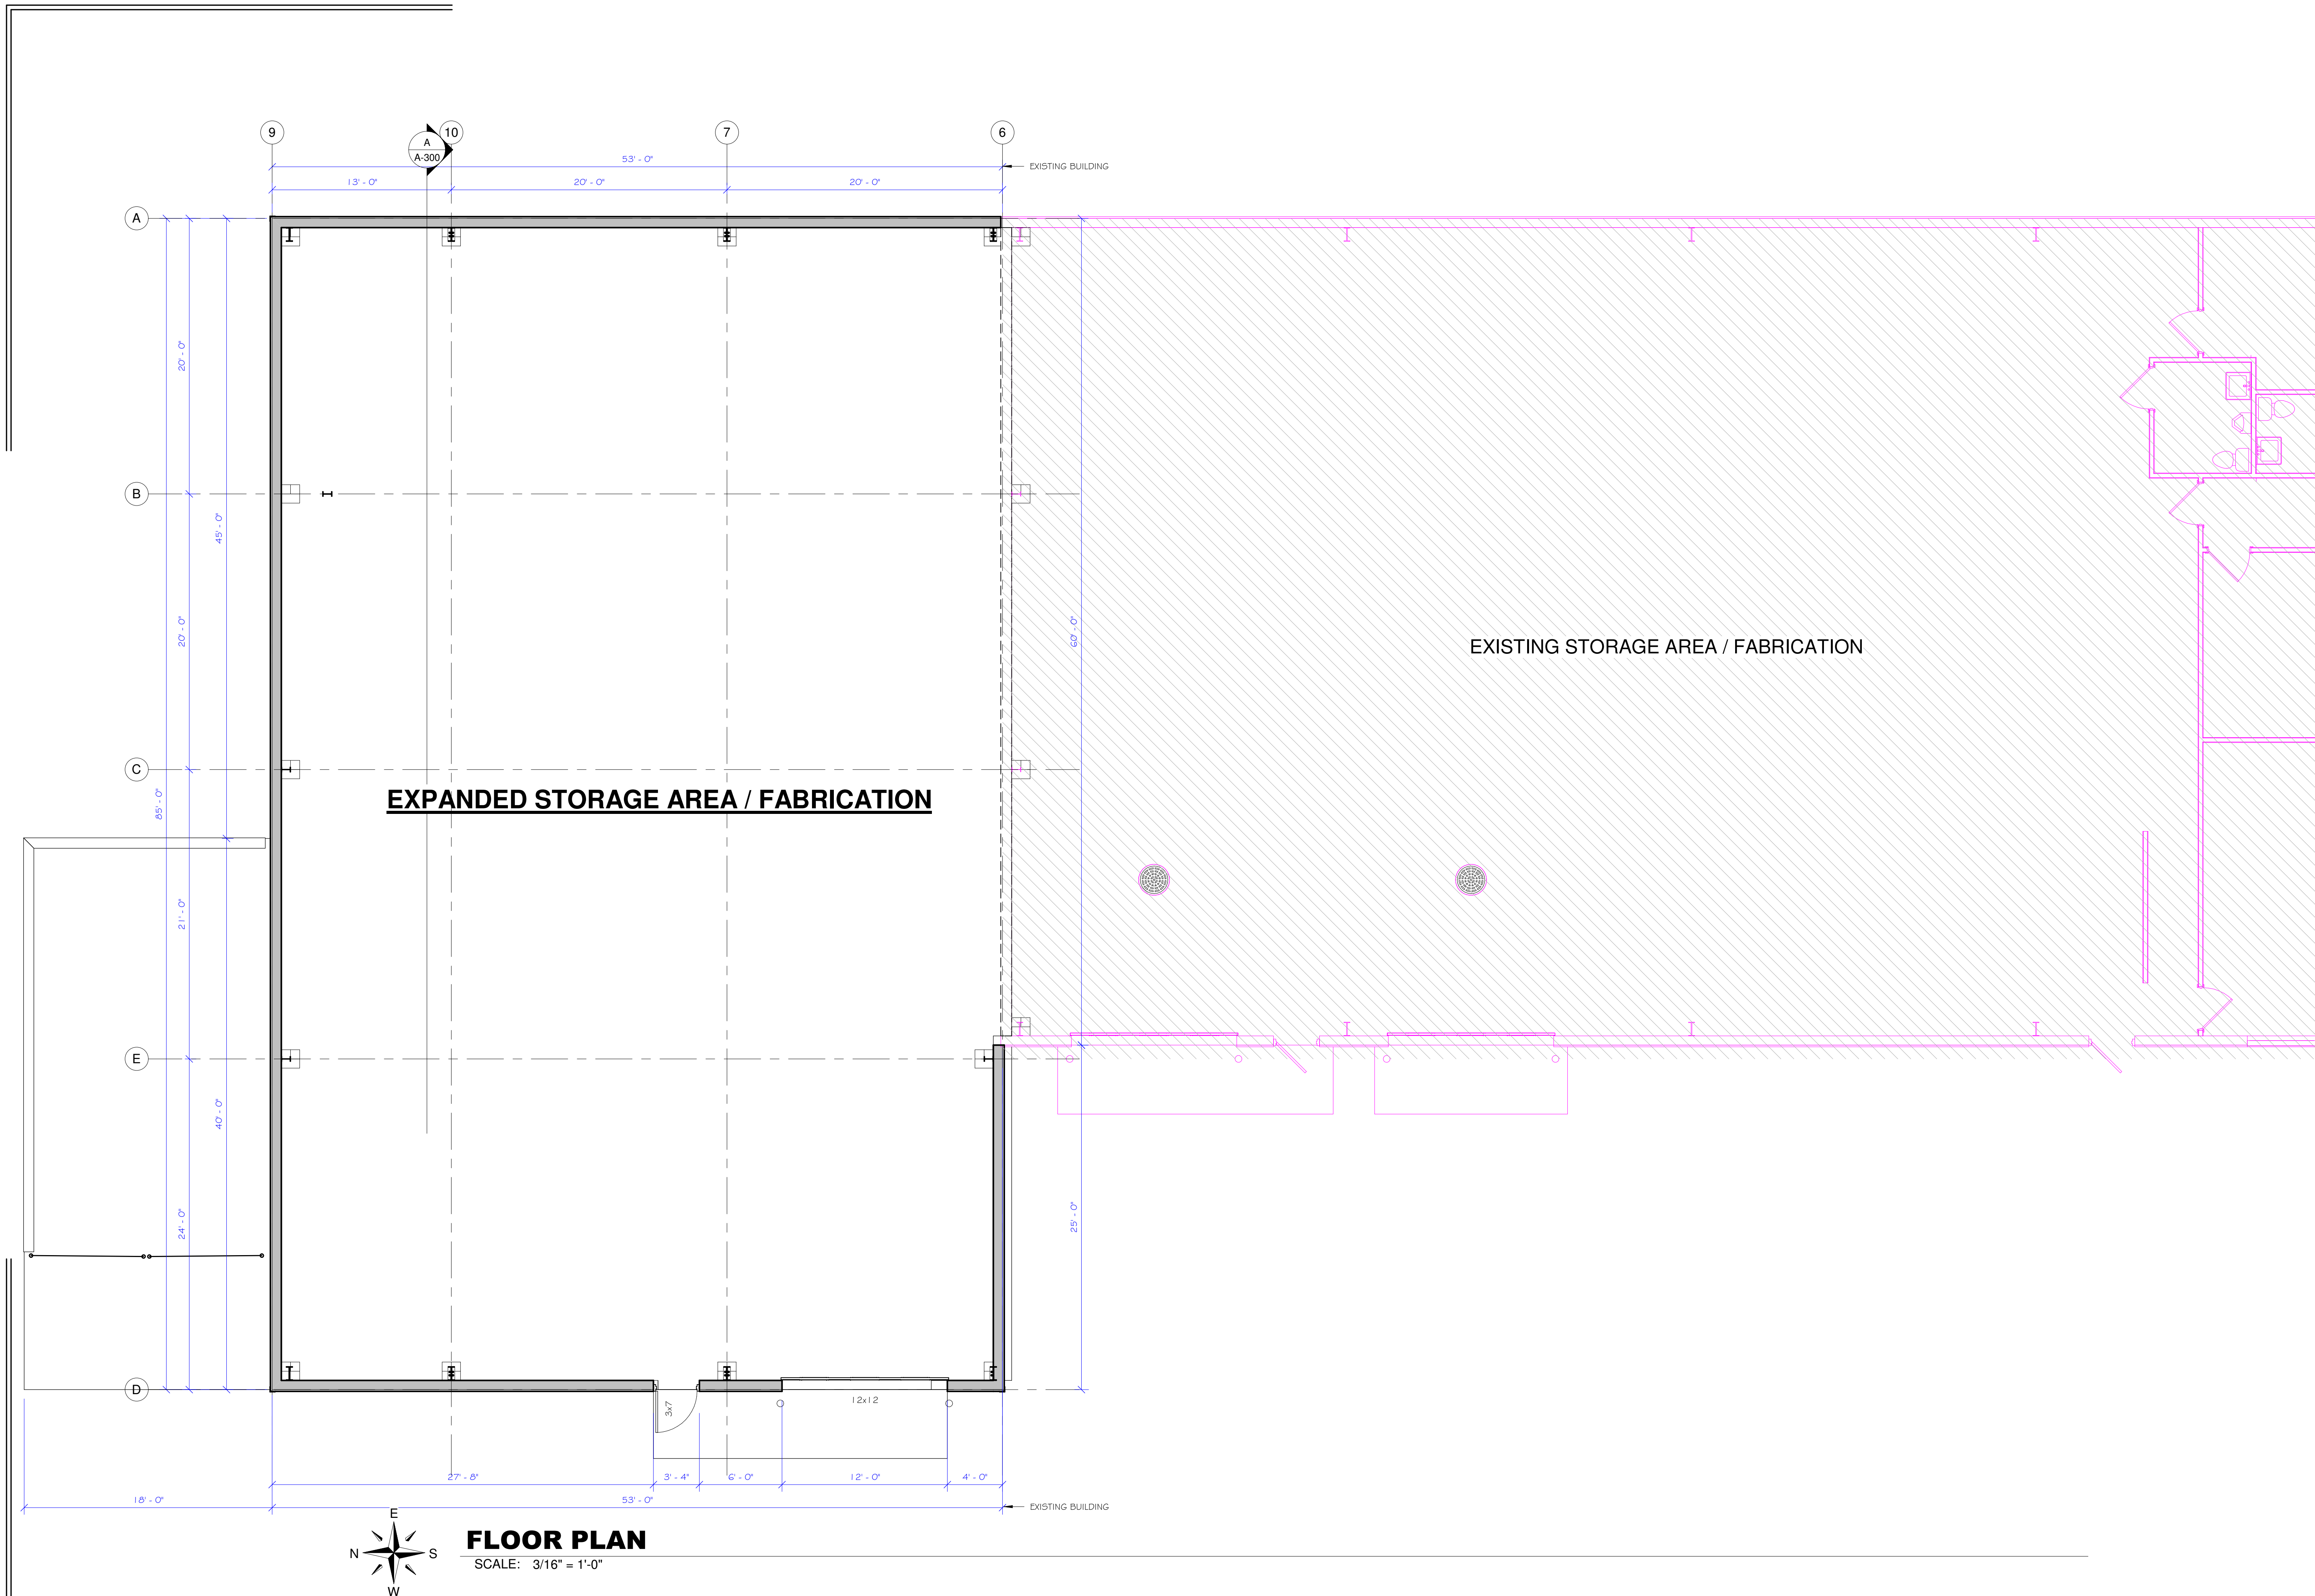 9
10
7
6
A
A-300
53' - 0"
EXISTING BUILDING
13' - 0"
20' - 0"
20' - 0"
A
20' - 0"
B
45' - 0"
20' - 0"
60' - 0"
EXISTING STORAGE AREA / FABRICATION
C
85' - 0"
EXPANDED STORAGE AREA / FABRICATION
21' - 0"
E
40' - 0"
24' - 0"
25' - 0"
D
3x7
12x12
27' - 8"
3' - 4"
6' - 0"
12' - 0"
4' - 0"
18' - 0"
53' - 0"
EXISTING BUILDING
E
N
S
W
FLOOR PLAN
SCALE: 3/16" = 1'-0"